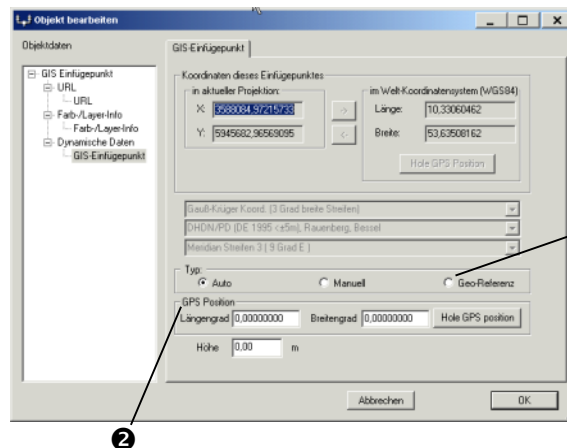 Objekt bearbeiten
Objektdaten
GIS Einfügepunkt
URL
URL
Farb-/Layer-Info
Farb-/Layer-Info
Dynamische Daten
GIS-Einfügepunkt
GIS-Einfügepunkt
Koordinaten dieses Einfügepunktes
in aktueller Projektion:
X: 3588084,97215733
Y: 5945682,96569095
->
<-
im Welt-Koordinatensystem (WGS84)
Länge: 10,33060462
Breite: 53,63508162
Hole GPS Position
Gauß-Krüger Koord. (3 Grad breite Streifen)
DHDN/PD (DE 1995 <±5m), Rauenberg, Bessel
Meridian Streifen 3 ( 9 Grad E )
Typ:
Auto Manuell Geo-Referenz
GPS Position
Längengrad 0,00000000 Breitengrad 0,00000000 Hole GPS position
Höhe 0,00 m
Abbrechen OK
❷